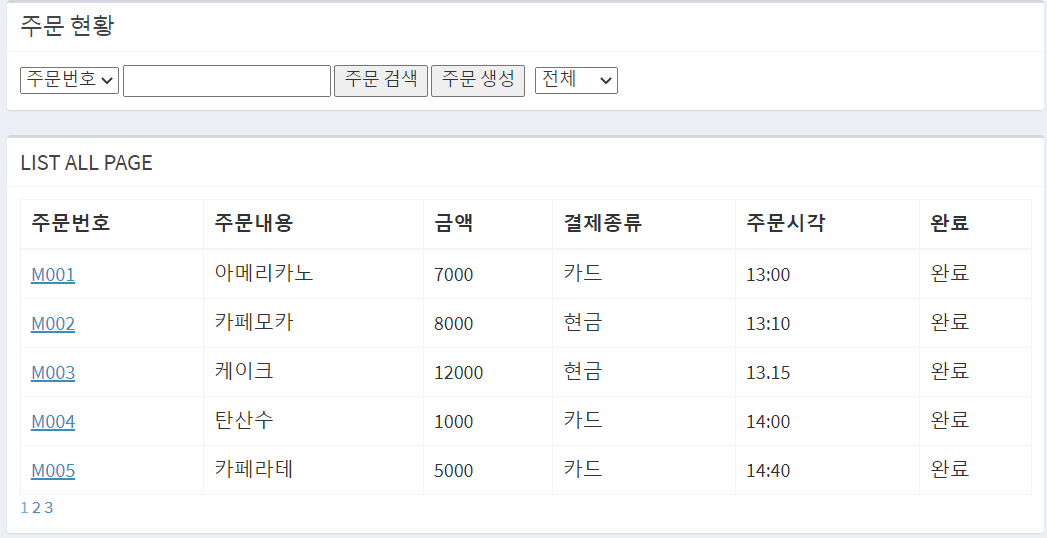 주문 현황
주문번호 주문 검색 주문 생성 전체
LIST ALL PAGE
주문번호 주문내용 금액 결제종류 주문시각 완료
M001 아메리카노 7000 카드 13:00 완료
M002 카페모카 8000 현금 13:10 완료
M003 케이크 12000 현금 13.15 완료
M004 탄산수 1000 카드 14:00 완료
M005 카페라테 5000 카드 14:40 완료
1 2 3